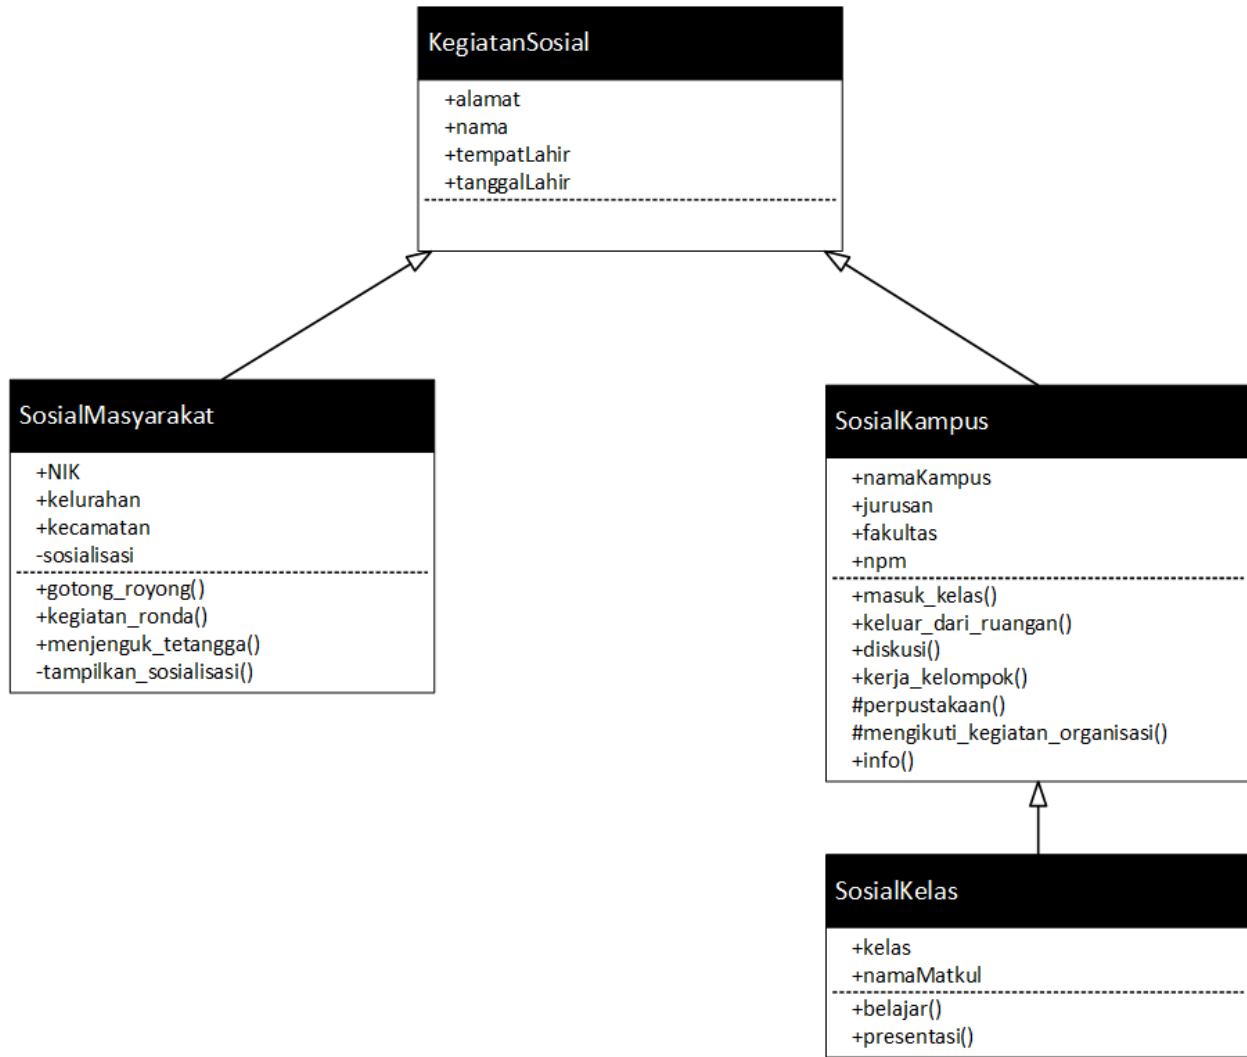 KegiatanSosial
+alamat
+nama
+tempatLahir
+tanggalLahir
SosialMasyarakat
+NIK
+kelurahan
+kecamatan
-sosialisasi
+gotong_royong()
+kegiatan_ronda()
+menjenguk_tetangga()
-tampilkan_sosialisasi()
SosialKampus
+namaKampus
+jurusan
+fakultas
+npm
+masuk_kelas()
+keluar_dari_ruangan()
+diskusi()
+kerja_kelompok()
#perpustakaan()
#mengikuti_kegiatan_organisasi()
+info()
SosialKelas
+kelas
+namaMatkul
+belajar()
+presentasi()